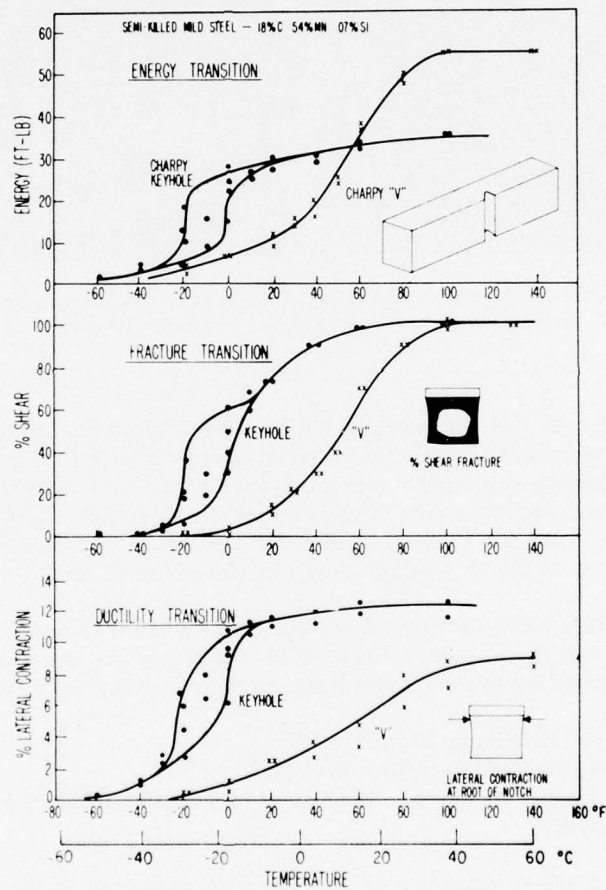 SEMI-KILLED MILD STEEL – 18%C 54%MN 07%SI
ENERGY TRANSITION
ENERGY (FT-LB)
60
50
40
30
20
10
0
CHARPY
KEYHOLE
CHARPY "V"
-60 -40 -20 0 20 40 60 80 100 120 140
FRACTURE TRANSITION
% SHEAR
100
80
60
40
20
0
KEYHOLE
"V"
% SHEAR FRACTURE
-60 -40 -20 0 20 40 60 80 100 120 140
DUCTILITY TRANSITION
% LATERAL CONTRACTION
14
12
10
8
6
4
2
0
KEYHOLE
"V"
LATERAL CONTRACTION
AT ROOT OF NOTCH
-80 -60 -40 -20 0 20 40 60 80 100 120 140 160 °F
-60 -40 -20 0 20 40 60 °C
TEMPERATURE